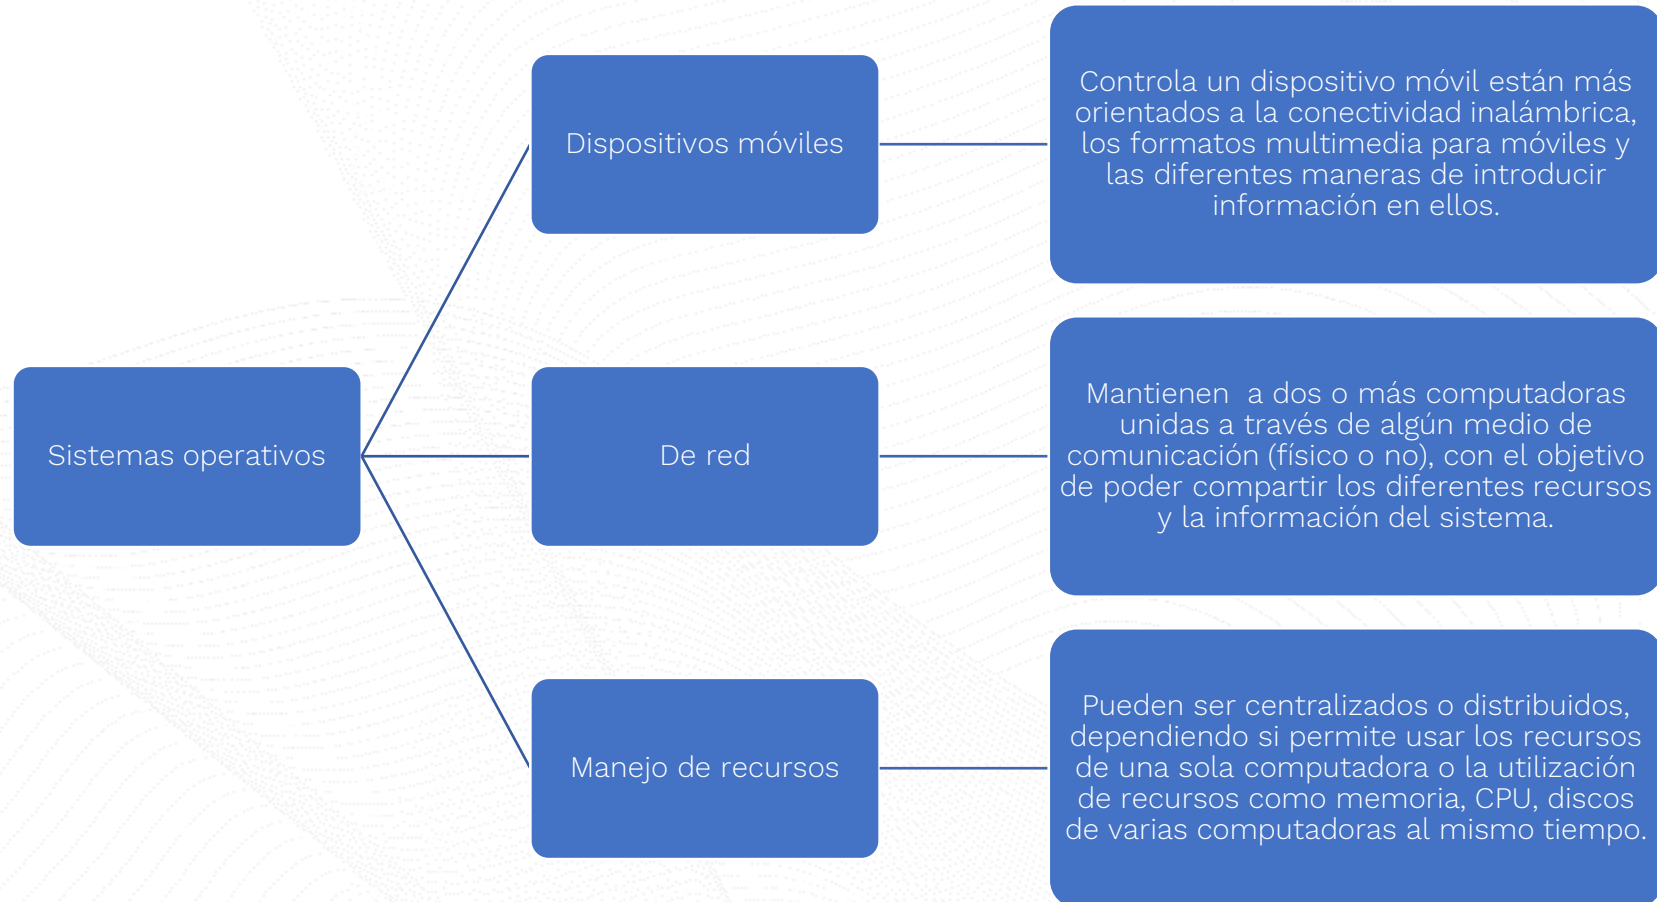 Sistemas operativos
Dispositivos móviles
Controla un dispositivo móvil están más
orientados a la conectividad inalámbrica,
los formatos multimedia para móviles y
las diferentes maneras de introducir
información en ellos.
De red
Mantienen  a dos o más computadoras
unidas a través de algún medio de
comunicación (físico o no), con el objetivo
de poder compartir los diferentes recursos
y la información del sistema.
Manejo de recursos
Pueden ser centralizados o distribuidos,
dependiendo si permite usar los recursos
de una sola computadora o la utilización
de recursos como memoria, CPU, discos
de varias computadoras al mismo tiempo.